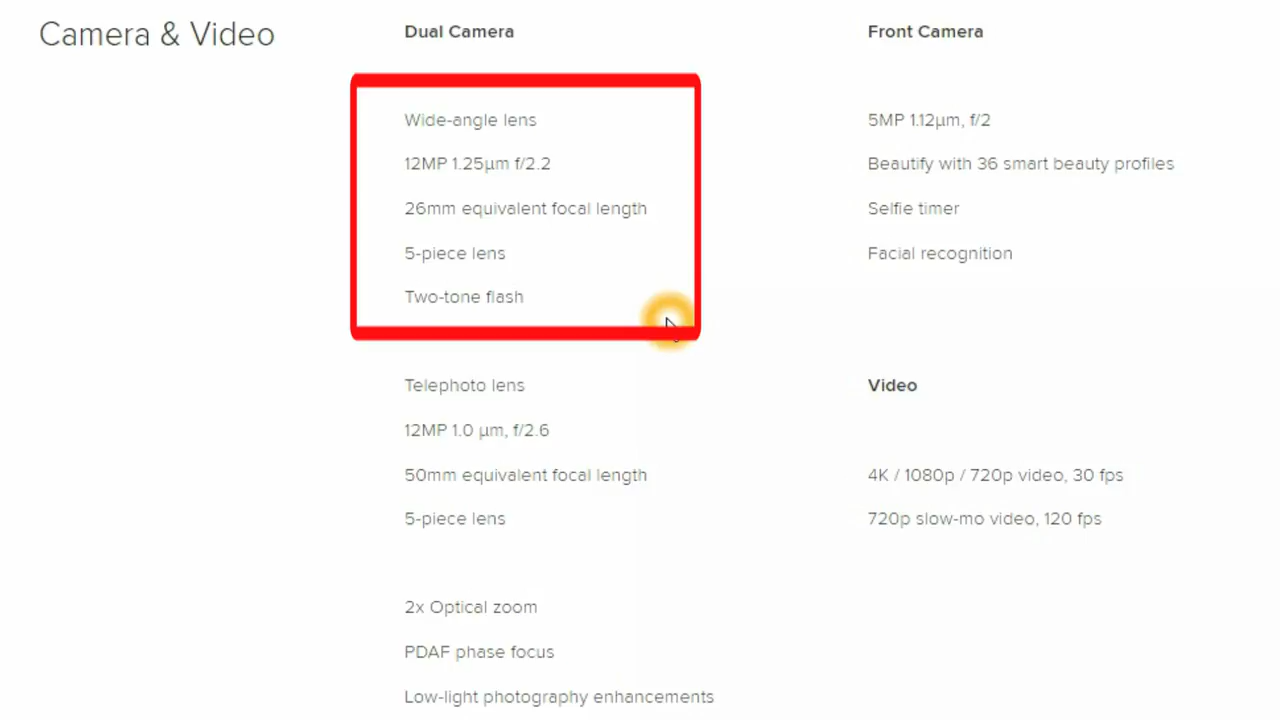 Camera & Video
Dual Camera
Wide-angle lens
12MP 1.25μm f/2.2
26mm equivalent focal length
5-piece lens
Two-tone flash
Telephoto lens
12MP 1.0 μm, f/2.6
50mm equivalent focal length
5-piece lens
2x Optical zoom
PDAF phase focus
Low-light photography enhancements
Front Camera
5MP 1.12μm, f/2
Beautify with 36 smart beauty profiles
Selfie timer
Facial recognition
Video
4K / 1080p / 720p video, 30 fps
720p slow-mo video, 120 fps